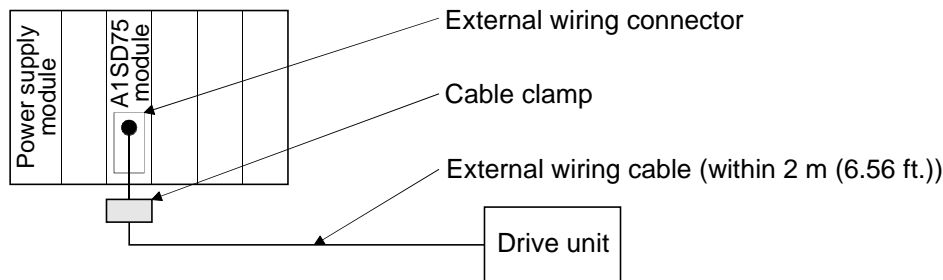 External wiring connector
Power supply
module
A1SD75
module
Cable clamp
External wiring cable (within 2 m (6.56 ft.))
Drive unit